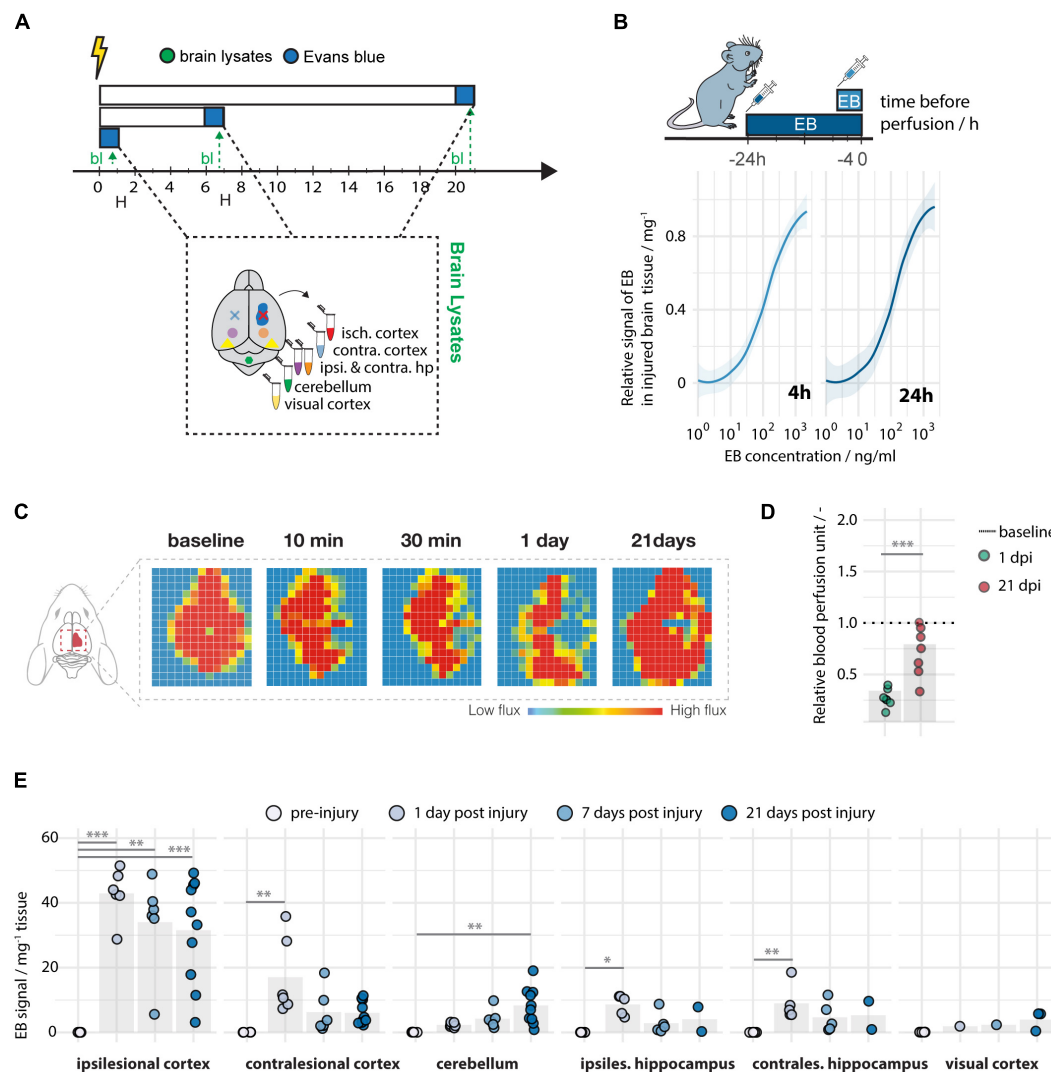 A
brain lysates Evans blue
bl bl bl
0 2 4 6 8 10 12 14 16 18 20
H H
Brain Lysates
isch. cortex
contra. cortex
ipsi. & contra. hp
cerebellum
visual cortex
B
EB time before
EB perfusion / h
-24h -4 0
Relative signal of EB
in injured brain tissue / mg⁻¹
0.8
0.4
0
4h 24h
10⁰ 10¹ 10² 10³ 10⁰ 10¹ 10² 10³
EB concentration / ng/ml
C
baseline 10 min 30 min 1 day 21days
Low flux High flux
D
Relative blood perfusion unit / -
2.0
1.5
1.0
0.5
***
baseline
1 dpi
21 dpi
E
pre-injury 1 day post injury 7 days post injury 21 days post injury
EB signal / mg⁻¹ tissue
60
40
20
0
*** ** *** ** ** * **
ipsilesional cortex contralesional cortex cerebellum ipsiles. hippocampus contrales. hippocampus visual cortex